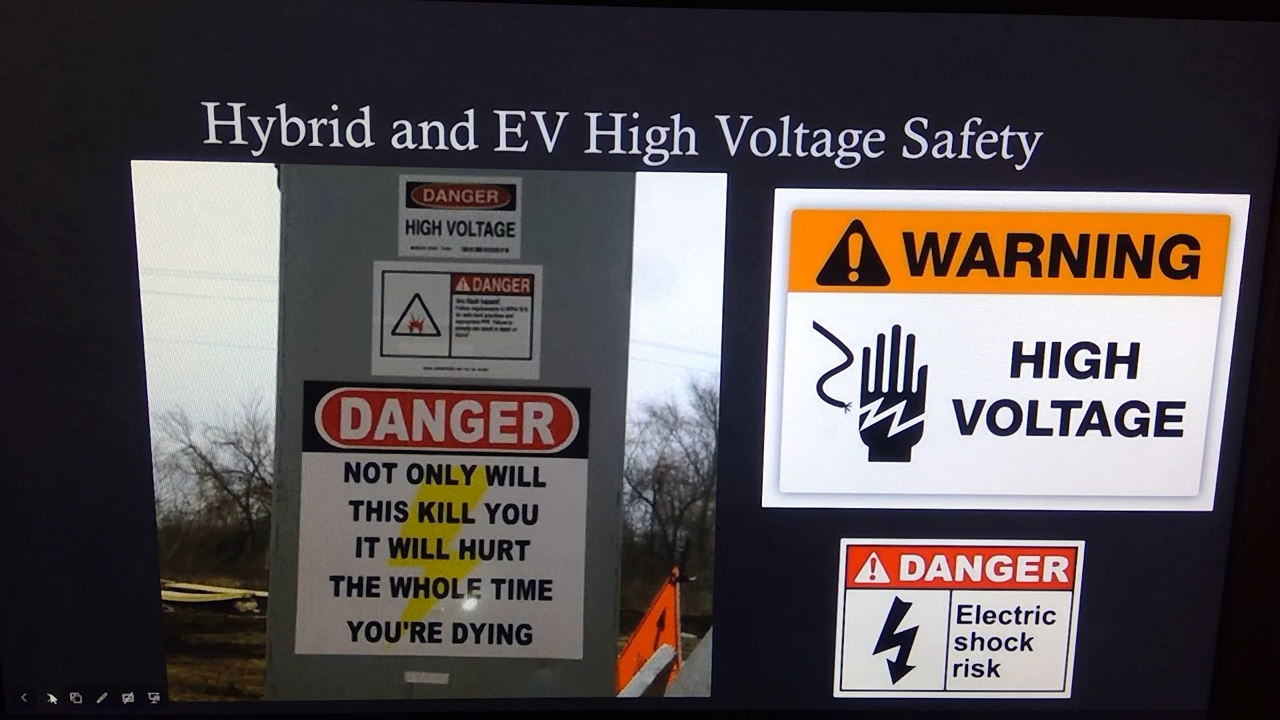 Hybrid and EV High Voltage Safety
DANGER
HIGH VOLTAGE
DANGER
DANGER
NOT ONLY WILL
THIS KILL YOU
IT WILL HURT
THE WHOLE TIME
YOU'RE DYING
WARNING
HIGH
VOLTAGE
DANGER
Electric
shock
risk